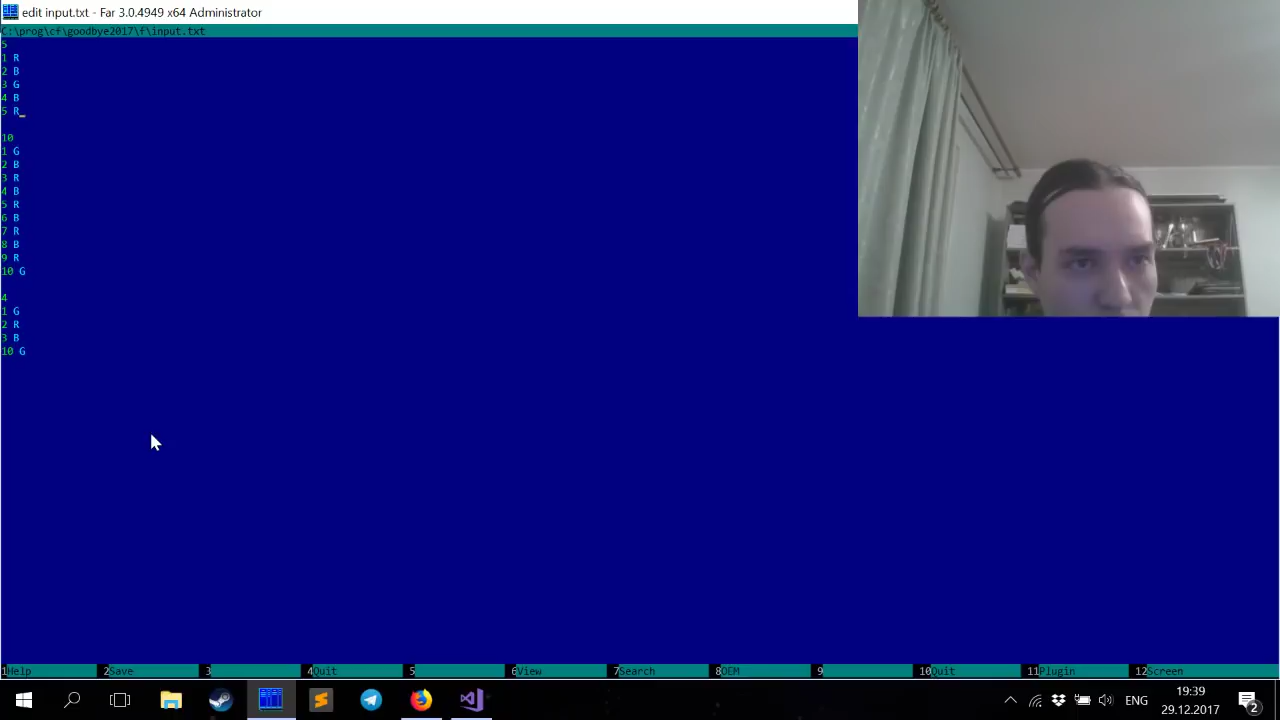 edit input.txt - Far 3.0.4949 x64 Administrator
C:\prog\cf\goodbye2017\f\input.txt
5
1 R
2 B
3 G
4 B
5 R
10
1 G
2 B
3 R
4 B
5 R
6 B
7 R
8 B
9 R
10 G
4
1 G
2 R
3 B
10 G
1Help 2Save 3 4Quit 5 6View 7Search 8OEM 9 10Quit 11Plugin 12Screen
ENG 19:39 2
29.12.2017